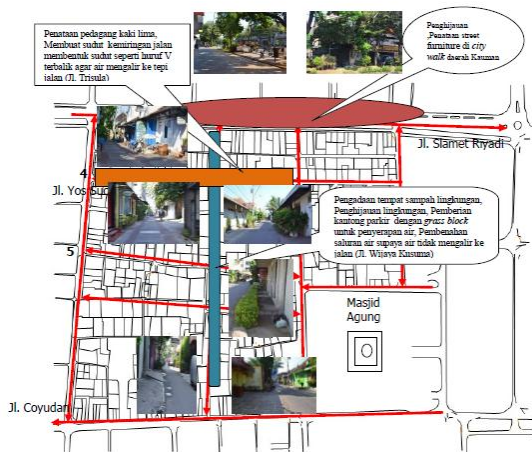 Penataan pedagang kaki lima,
Membuat sudut kemiringan jalan
membentuk sudut seperti huruf V
terbalik agar air mengalir ke tepi
jalan (Jl. Trisula)
Penghijauan
,Penataan street
furniture di city
walk daerah Kauman
Jl. Slamet Riyadi
4
Jl. Yos Sud
Pengadaan tempat sampah lingkungan,
Penghijauan lingkungan, Pemberian
kantong parkir dengan grass block
untuk penyerapan air, Pembenahan
saluran air supaya air tidak mengalir ke
jalan (Jl. Wijaya Kusuma)
5
Masjid
Agung
Jl. Coyudan